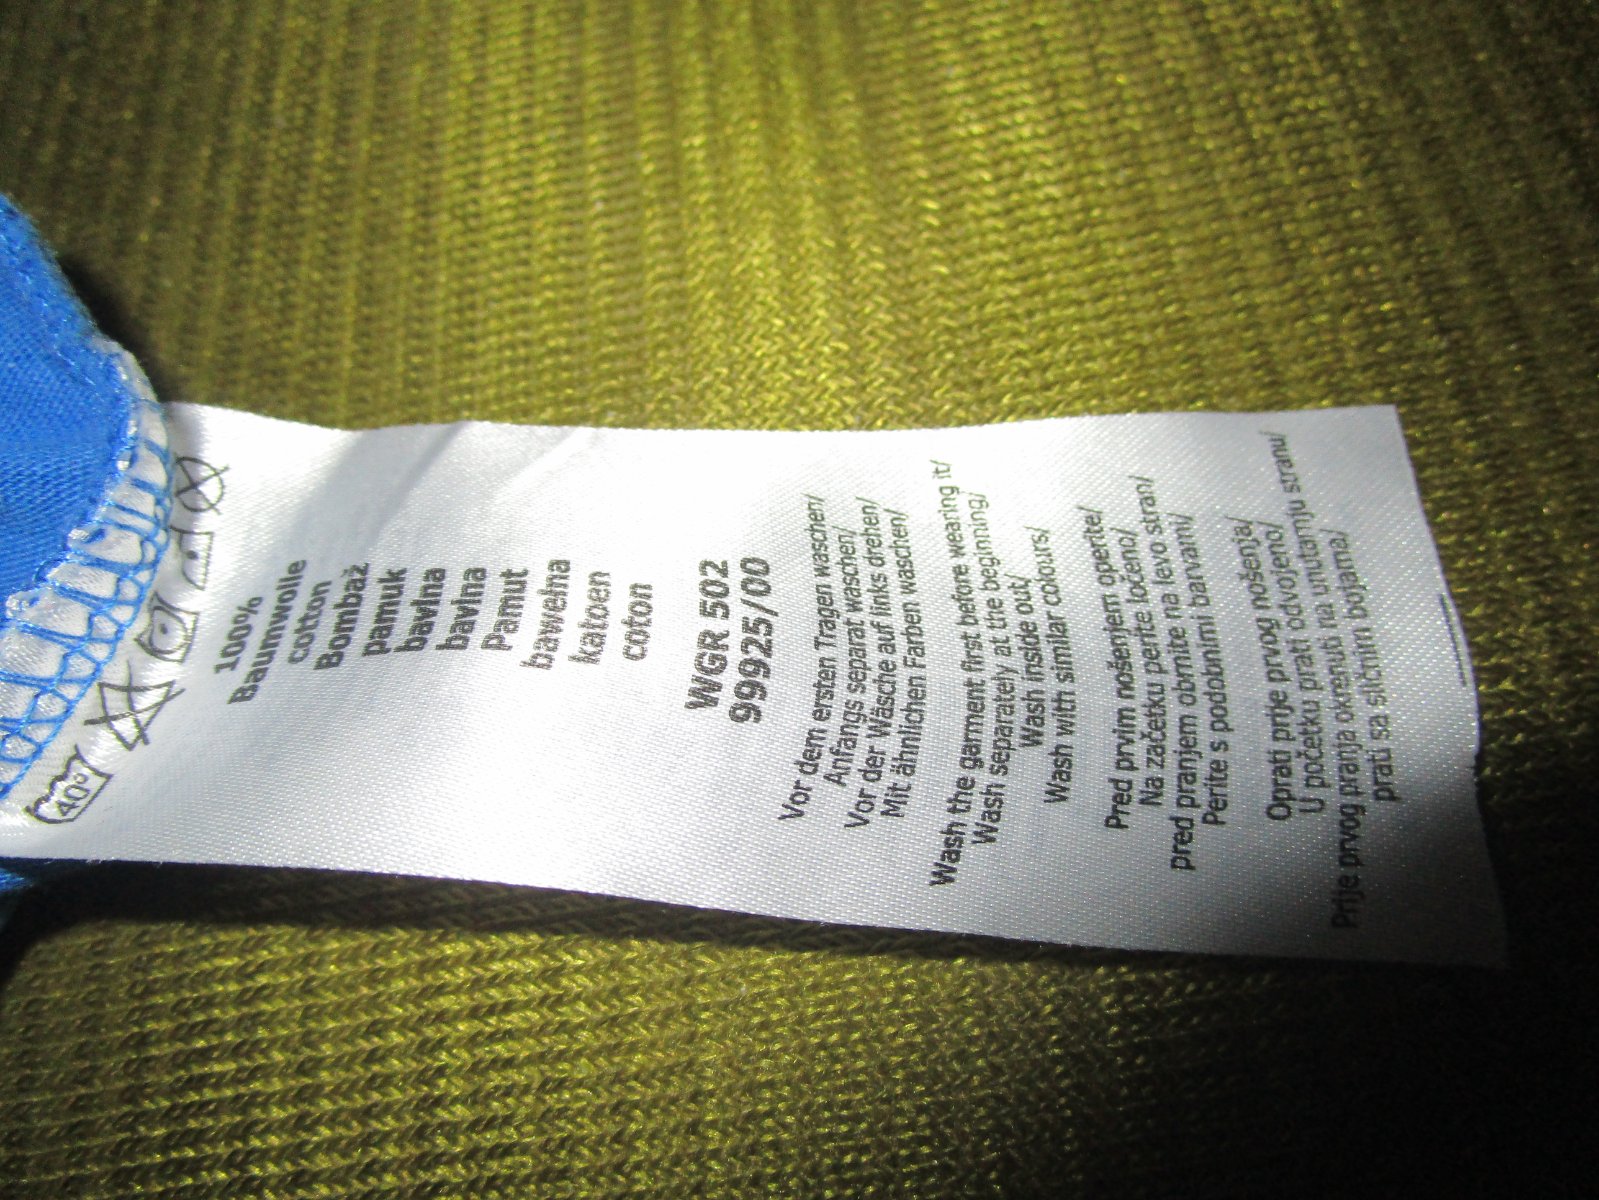 40°
100%
Baumwolle
cotton
Bombaž
pamuk
bavlna
bavlna
Pamut
bawełna
katoen
coton
WGR 502
99925/00
Vor dem ersten Tragen waschen/
Anfangs separat waschen/
Vor der Wäsche auf links drehen/
Mit ähnlichen Farben waschen/
Wash the garment first before wearing it/
Wash separately at the beginning/
Wash inside out/
Wash with similar colours/
Pred prvim nošenjem operite/
Na začetku perite ločeno/
pred pranjem obrnite na levo stran/
Perite s podobnimi barvami/
Oprati prije prvog nošenja/
U početku prati odvojeno/
Prije prvog pranja okrenuti na unutarnju stranu/
prati sa sličnim bojama/